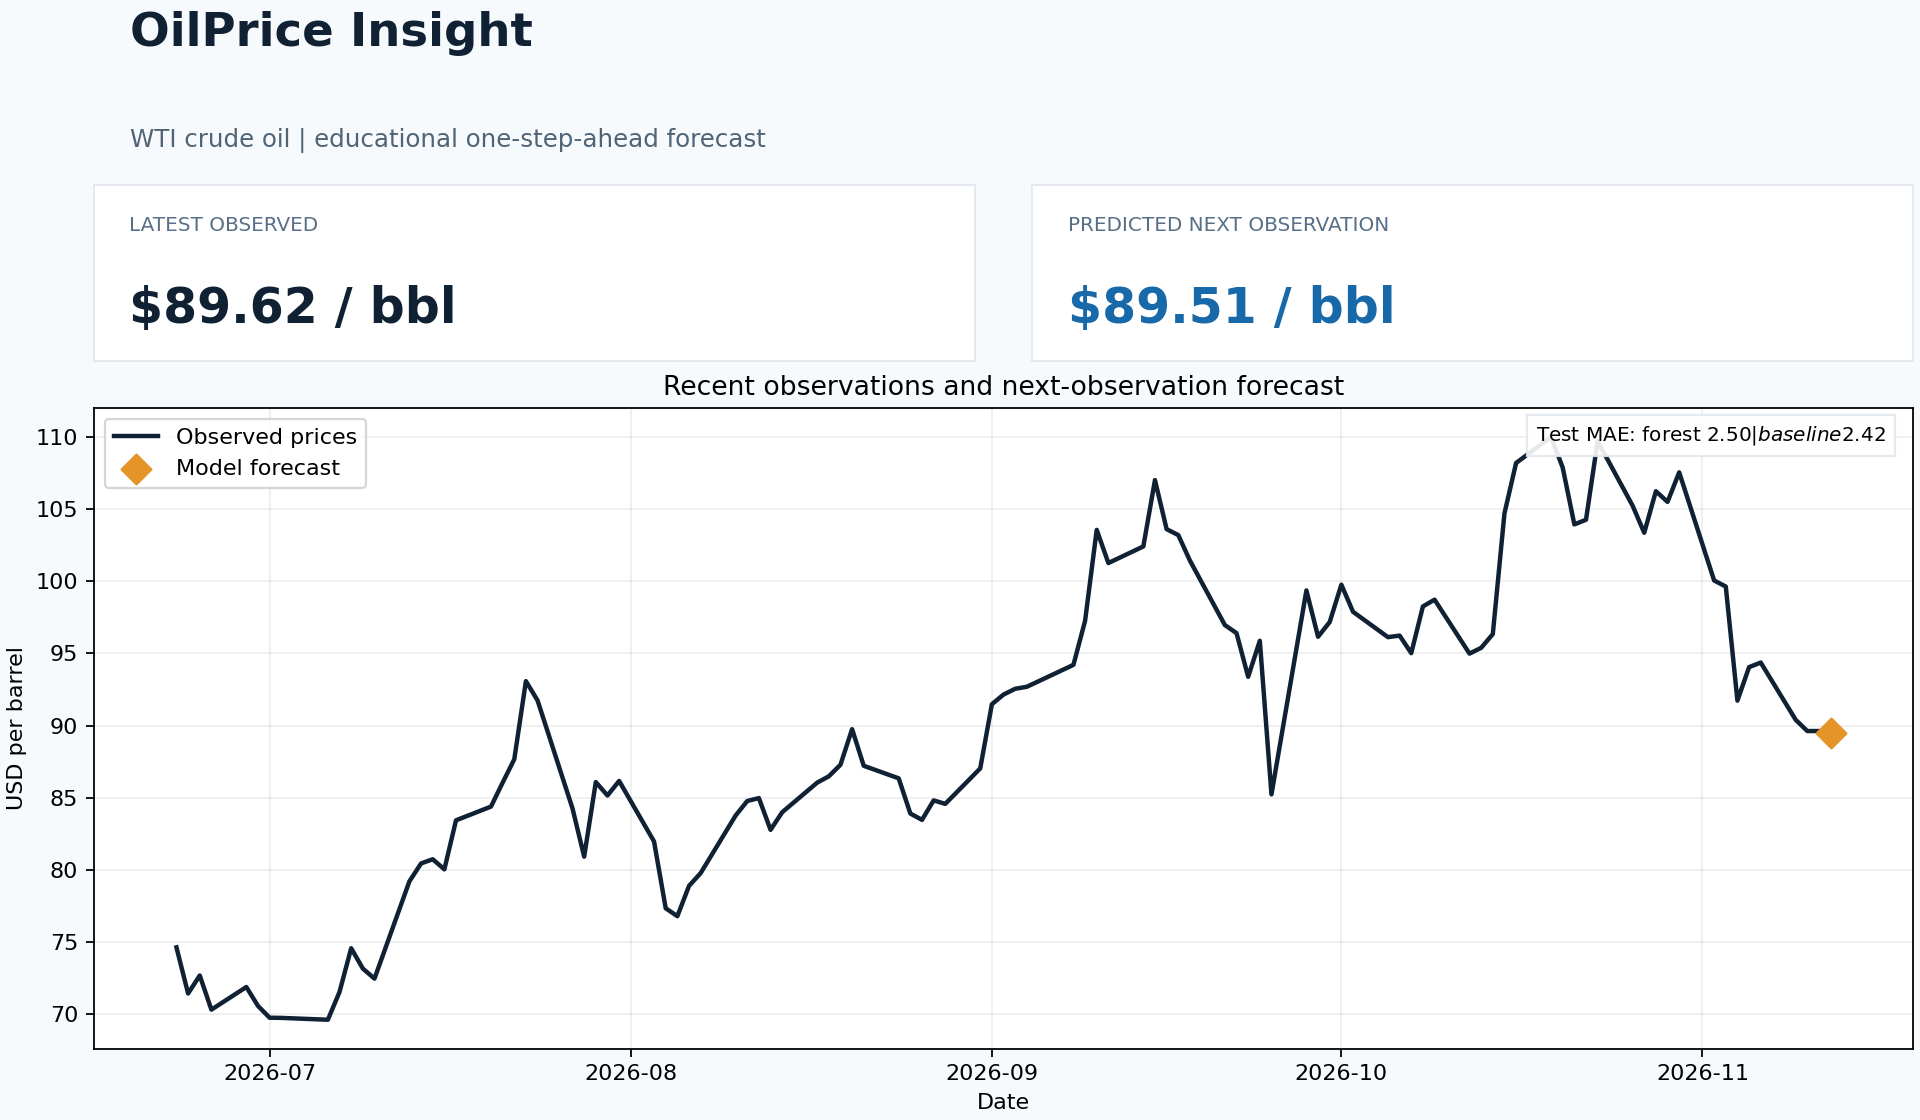 OilPrice Insight
WTI crude oil | educational one-step-ahead forecast
LATEST OBSERVED
$89.62 / bbl
PREDICTED NEXT OBSERVATION
$89.51 / bbl
Recent observations and next-observation forecast
Observed prices
Model forecast
Test MAE: forest 2.50|baseline2.42
110
105
100
95
90
85
80
75
70
USD per barrel
2026-07
2026-08
2026-09
2026-10
2026-11
Date